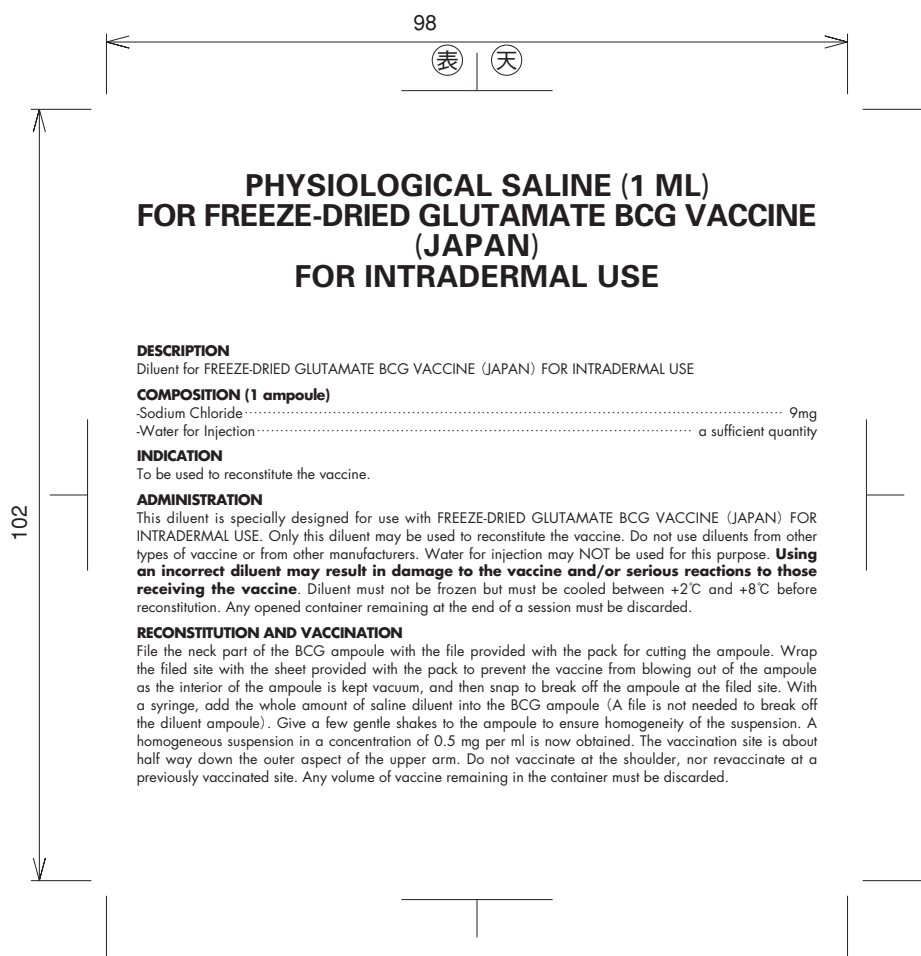 98
表 天
PHYSIOLOGICAL SALINE (1 ML)
FOR FREEZE-DRIED GLUTAMATE BCG VACCINE
(JAPAN)
FOR INTRADERMAL USE
DESCRIPTION
Diluent for FREEZE-DRIED GLUTAMATE BCG VACCINE (JAPAN) FOR INTRADERMAL USE
COMPOSITION (1 ampoule)
-Sodium Chloride 9mg
-Water for Injection a sufficient quantity
INDICATION
To be used to reconstitute the vaccine.
102
ADMINISTRATION
This diluent is specially designed for use with FREEZE-DRIED GLUTAMATE BCG VACCINE (JAPAN) FOR
INTRADERMAL USE. Only this diluent may be used to reconstitute the vaccine. Do not use diluents from other
types of vaccine or from other manufacturers. Water for injection may NOT be used for this purpose. Using
an incorrect diluent may result in damage to the vaccine and/or serious reactions to those
receiving the vaccine. Diluent must not be frozen but must be cooled between +2℃ and +8℃ before
reconstitution. Any opened container remaining at the end of a session must be discarded.
RECONSTITUTION AND VACCINATION
File the neck part of the BCG ampoule with the file provided with the pack for cutting the ampoule. Wrap
the filed site with the sheet provided with the pack to prevent the vaccine from blowing out of the ampoule
as the interior of the ampoule is kept vacuum, and then snap to break off the ampoule at the filed site. With
a syringe, add the whole amount of saline diluent into the BCG ampoule (A file is not needed to break off
the diluent ampoule). Give a few gentle shakes to the ampoule to ensure homogeneity of the suspension. A
homogeneous suspension in a concentration of 0.5 mg per ml is now obtained. The vaccination site is about
half way down the outer aspect of the upper arm. Do not vaccinate at the shoulder, nor revaccinate at a
previously vaccinated site. Any volume of vaccine remaining in the container must be discarded.